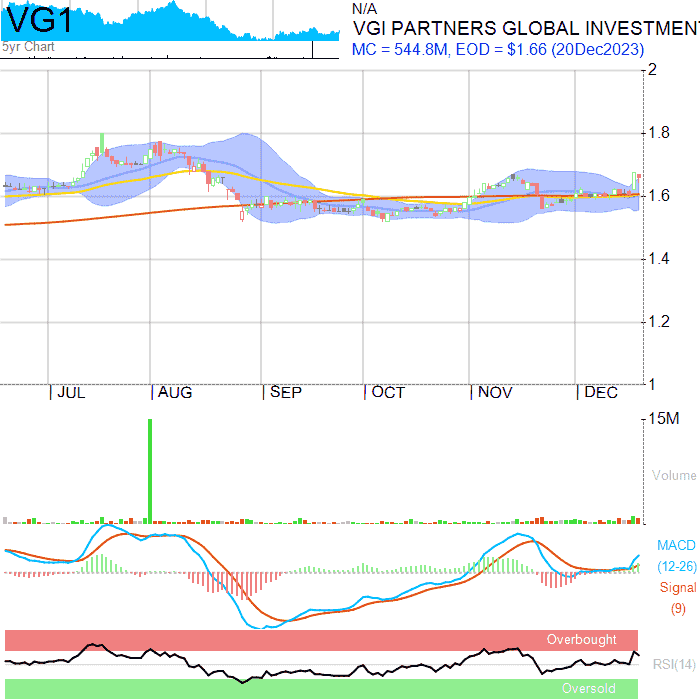 VG1
5yr Chart
N/A
VGI PARTNERS GLOBAL INVESTMEN
MC = 544.8M, EOD = $1.66 (20Dec2023)
2
1.8
1.6
1.4
1.2
1
JUL AUG SEP OCT NOV DEC
15M
Volume
MACD
(12-26)
Signal
(9)
Overbought
RSI(14)
Oversold